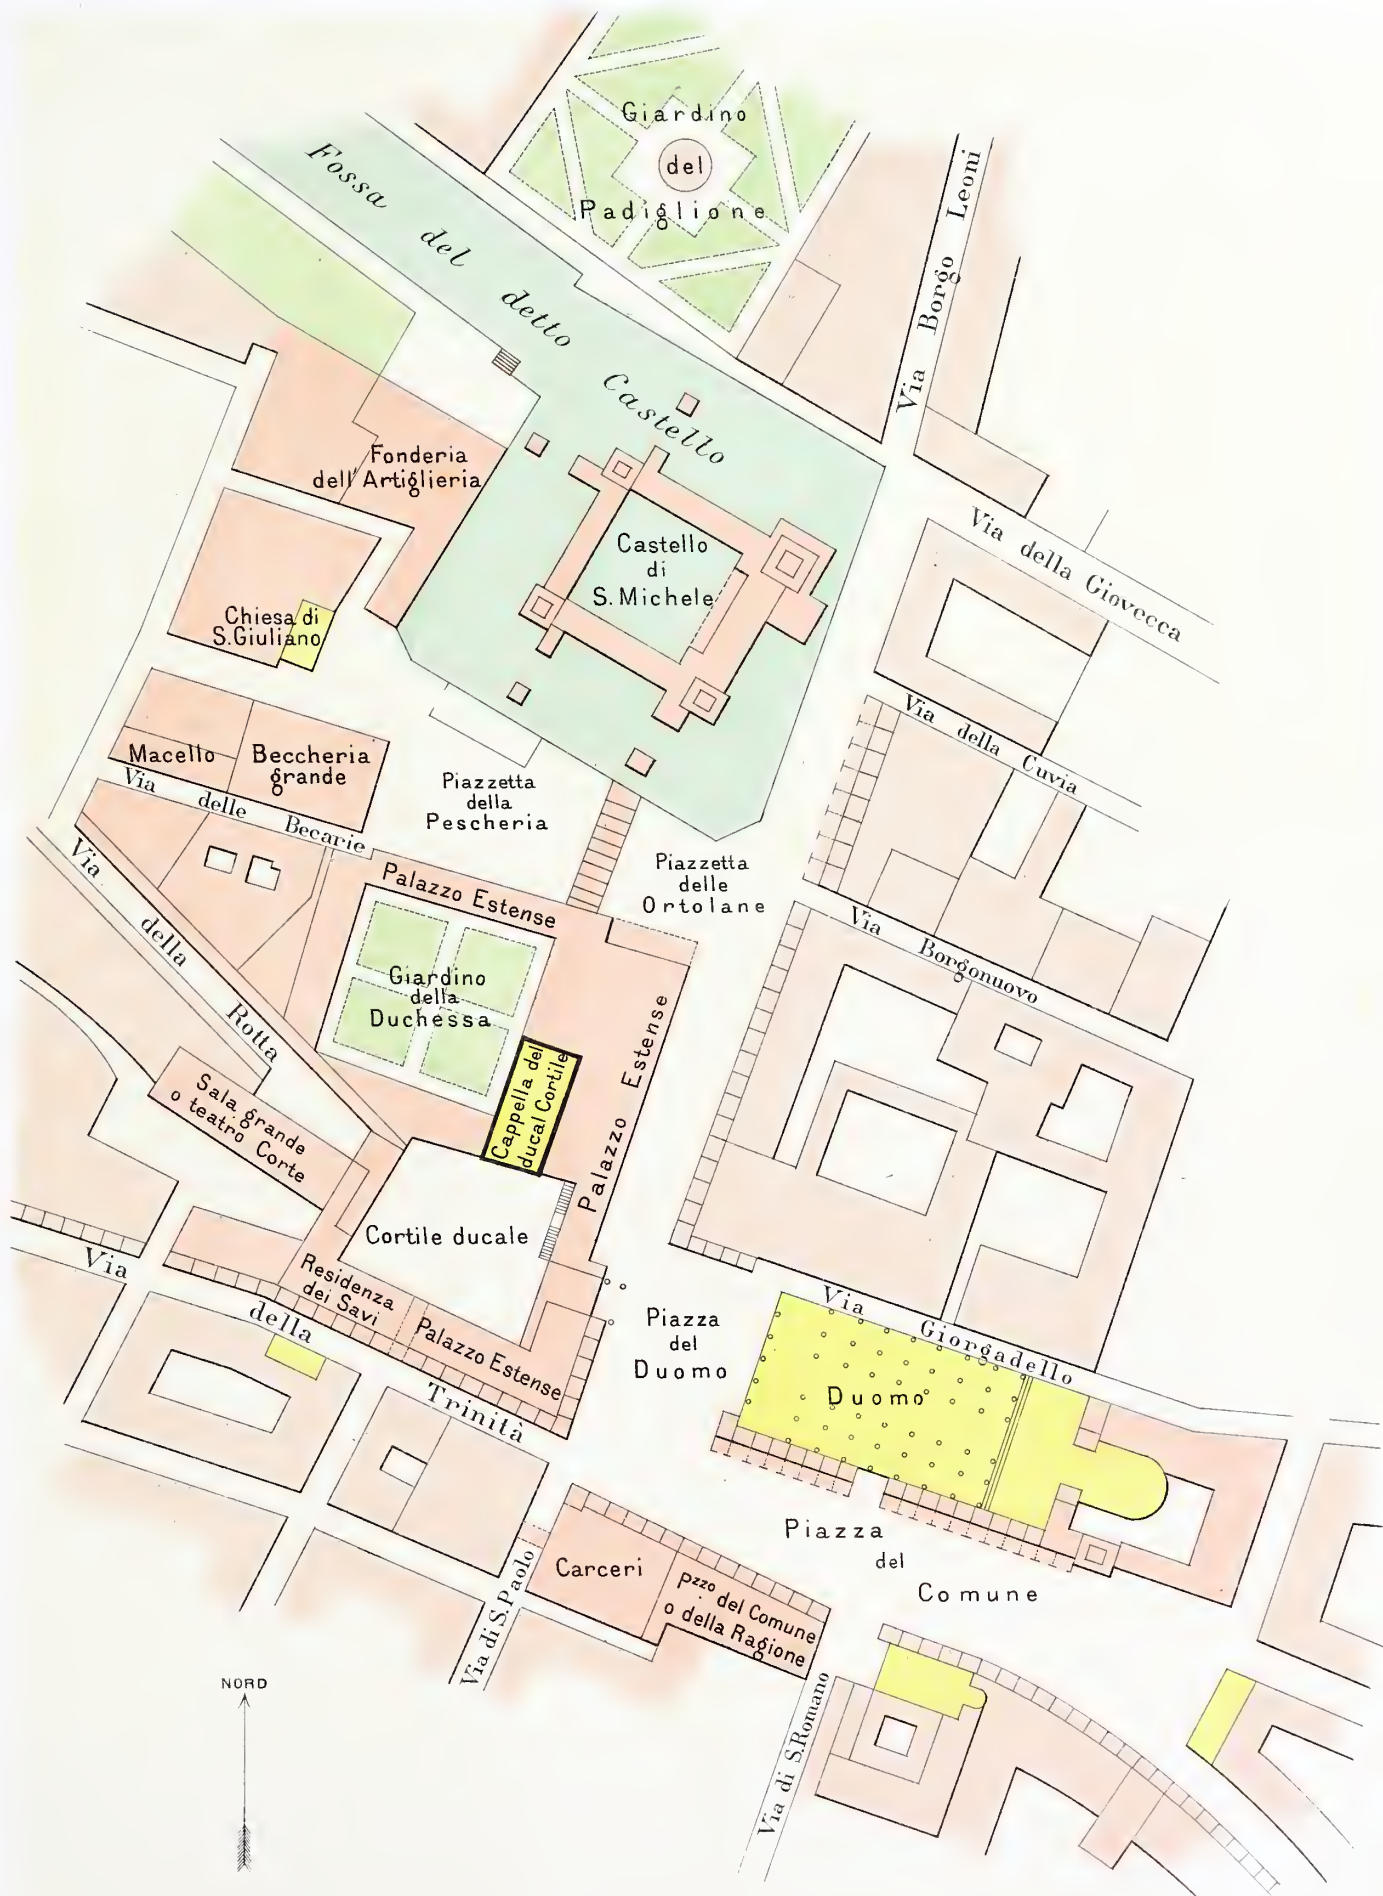 Giardino
del
Padiglione
Fossa del detto Castello
Via Borgo Leoni
Fonderia
dell'Artiglieria
Castello
di
S. Michele
Via della Giovecca
Chiesa di
S. Giuliano
Via della Cuvia
Macello
Beccheria
grande
Piazzetta
della
Pescheria
Via delle Becarie
Piazzetta
delle
Ortolane
Via della Rotta
Palazzo Estense
Via Borgonuovo
Giardino
della
Duchessa
Palazzo Estense
Cappella del
ducal Cortile
Sala grande
o teatro Corte
Cortile ducale
Residenza
dei Savi
Palazzo Estense
Via della Trinità
Piazza
del
Duomo
Via Giorgadello
Duomo
Piazza
del
Comune
Carceri
Pzzo del Comune
o della Ragione
Via di S. Paolo
Via di S. Romano
NORD